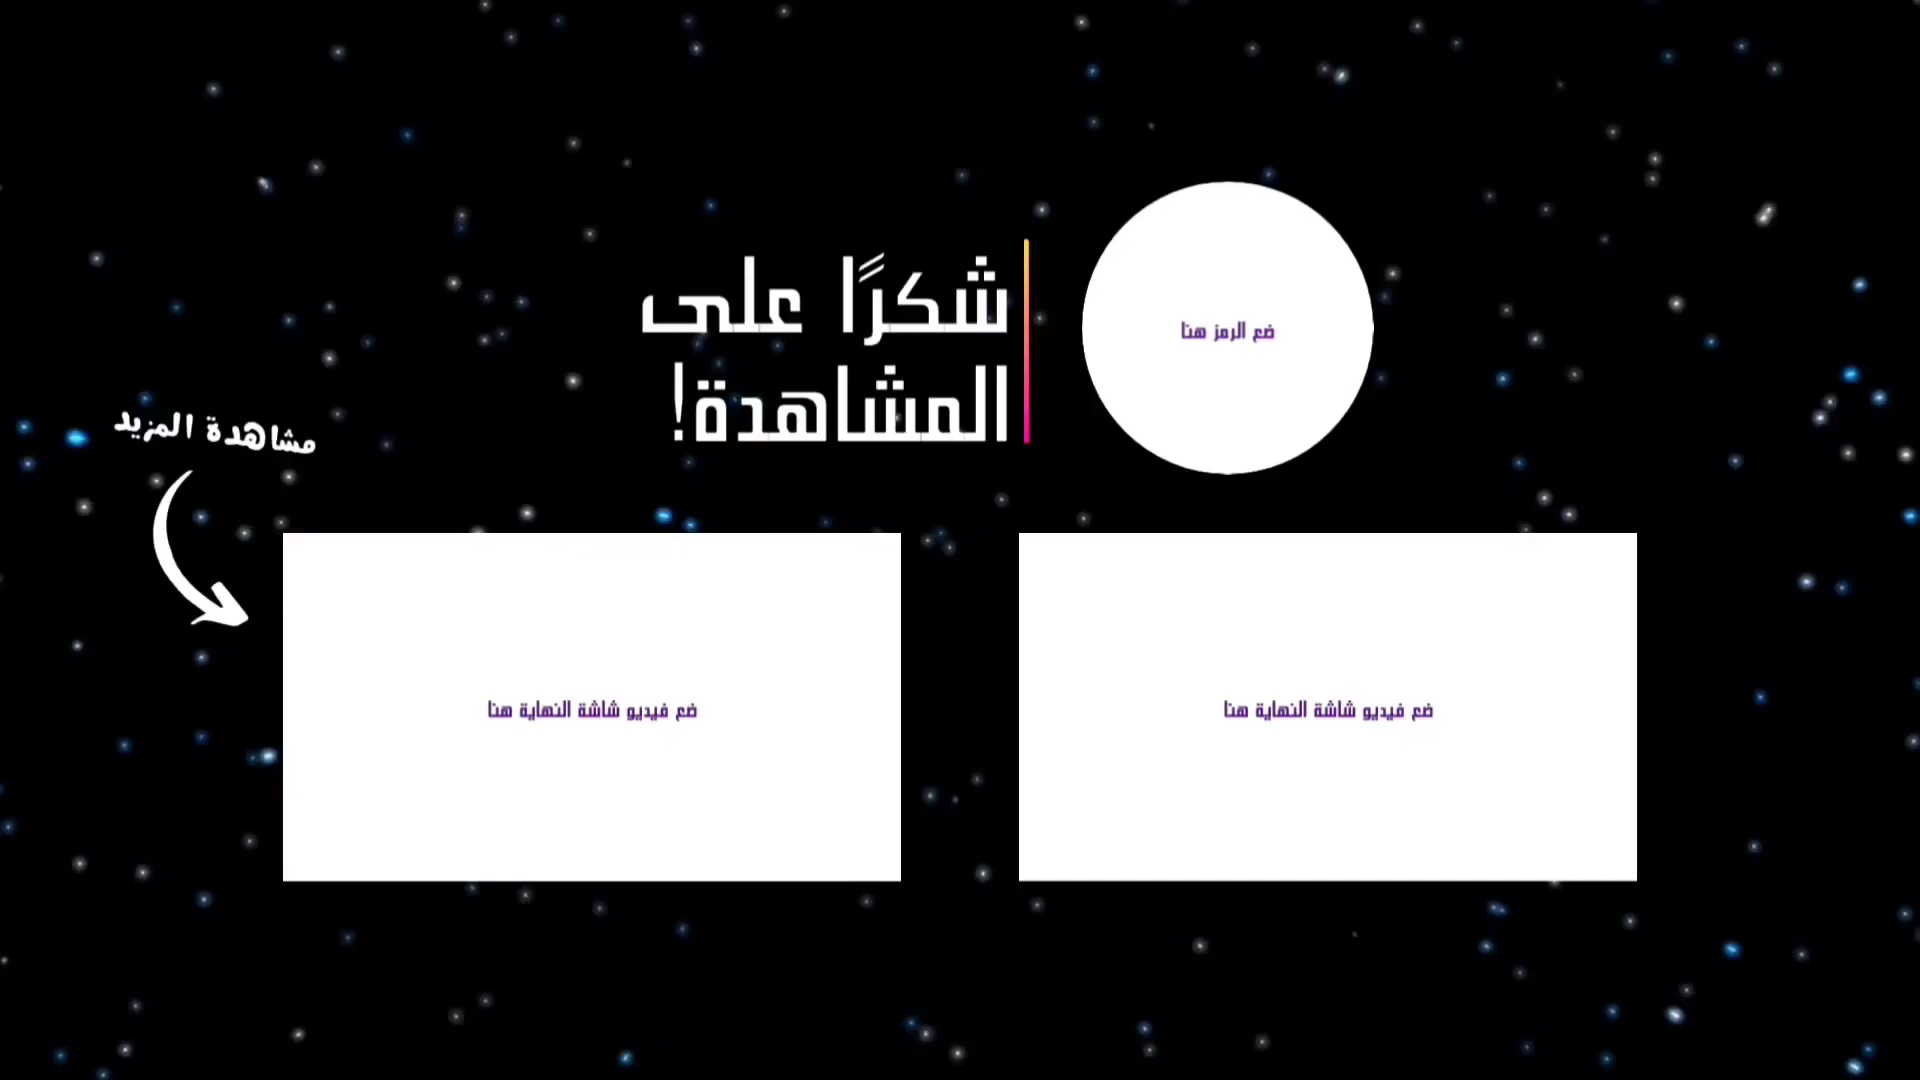 ضع الرمز هنا
شكرًا على
المشاهدة!
مشاهدة المزيد
ضع فيديو شاشة النهاية هنا
ضع فيديو شاشة النهاية هنا